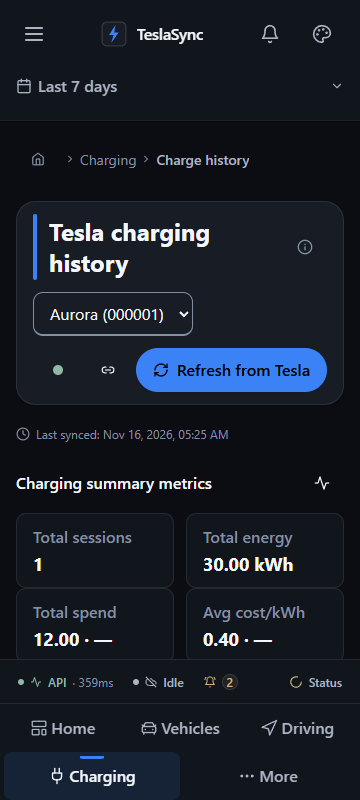 TeslaSync
Last 7 days
Charging Charge history
Tesla charging
history
Aurora (000001)
Refresh from Tesla
Last synced: Nov 16, 2026, 05:25 AM
Charging summary metrics
Total sessions Total energy
1 30.00 kWh
Total spend Avg cost/kWh
12.00 · — 0.40 · —
API · 359ms Idle 2 Status
Home Vehicles Driving
Charging More